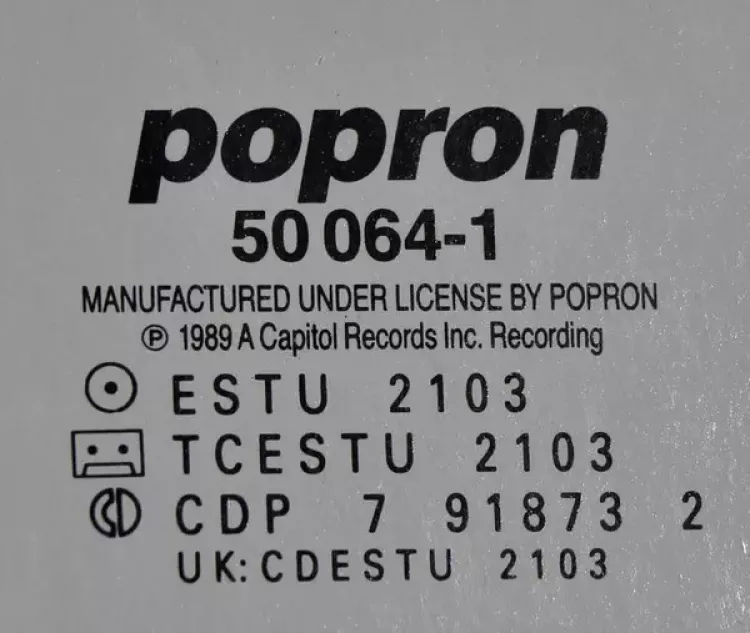 popron
50 064-1
MANUFACTURED UNDER LICENSE BY POPRON
℗ 1989 A Capitol Records Inc. Recording
ESTU 2103
TCESTU 2103
CD CDP 7 91873 2
UK:CDESTU 2103